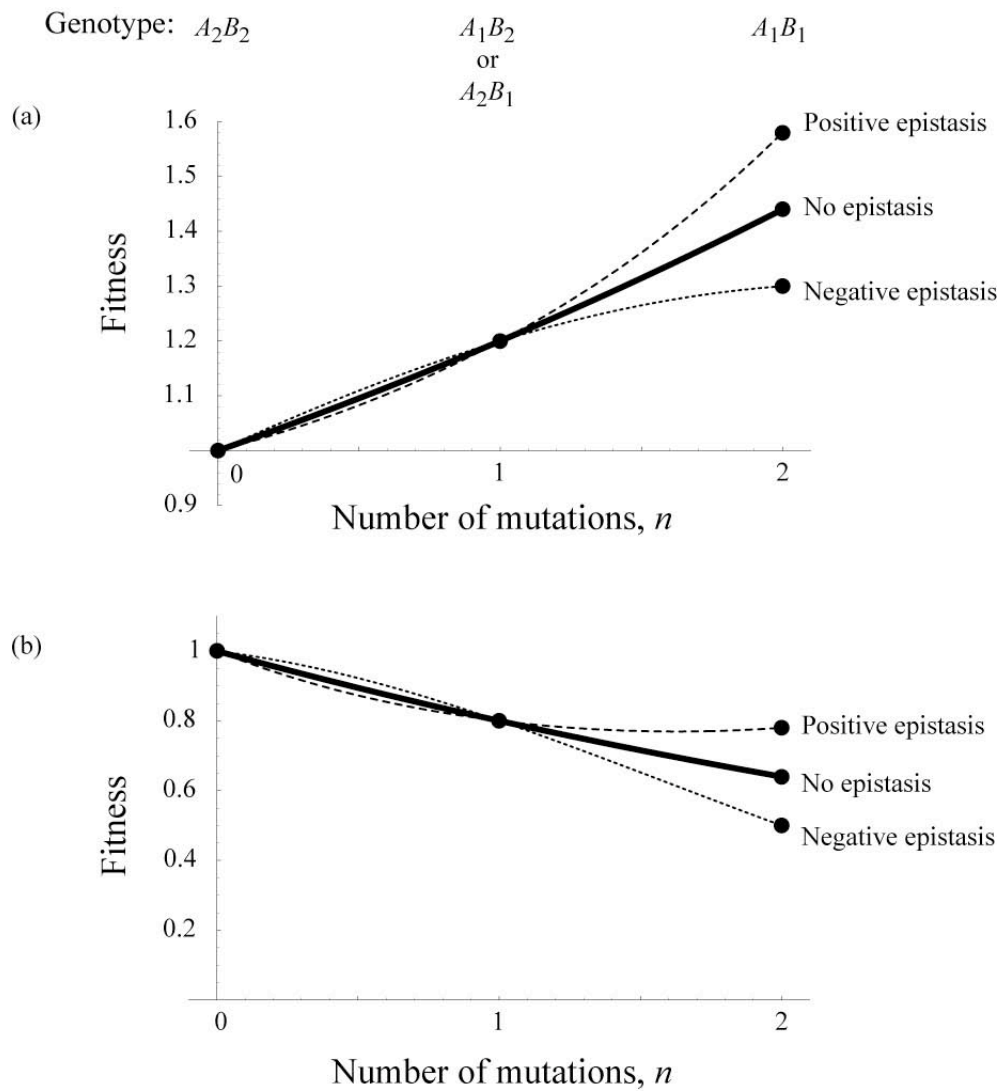 Genotype: A₂B₂ A₁B₂ A₁B₁
or
A₂B₁
(a)
1.6
Positive epistasis
1.5
No epistasis
1.4
Fitness
1.3
Negative epistasis
1.2
1.1
0 1 2
0.9
Number of mutations, n
(b)
1
0.8
Positive epistasis
No epistasis
0.6
Negative epistasis
Fitness
0.4
0.2
0 1 2
Number of mutations, n